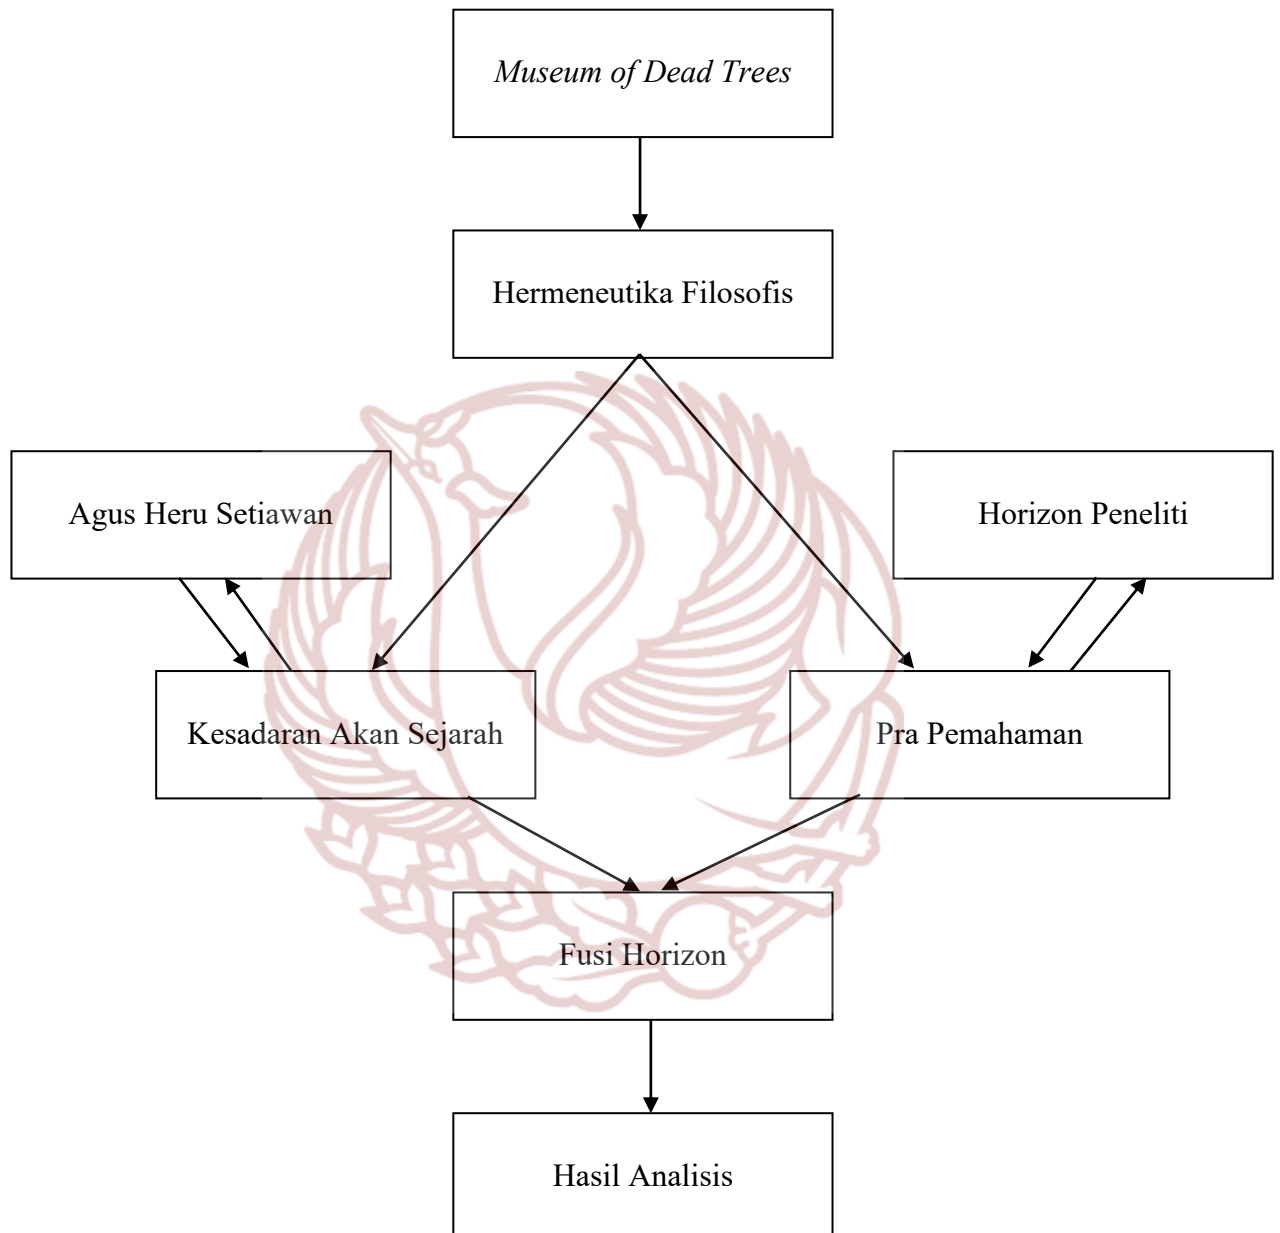 Museum of Dead Trees
Hermeneutika Filosofis
Agus Heru Setiawan
Horizon Peneliti
Kesadaran Akan Sejarah
Pra Pemahaman
Fusi Horizon
Hasil Analisis